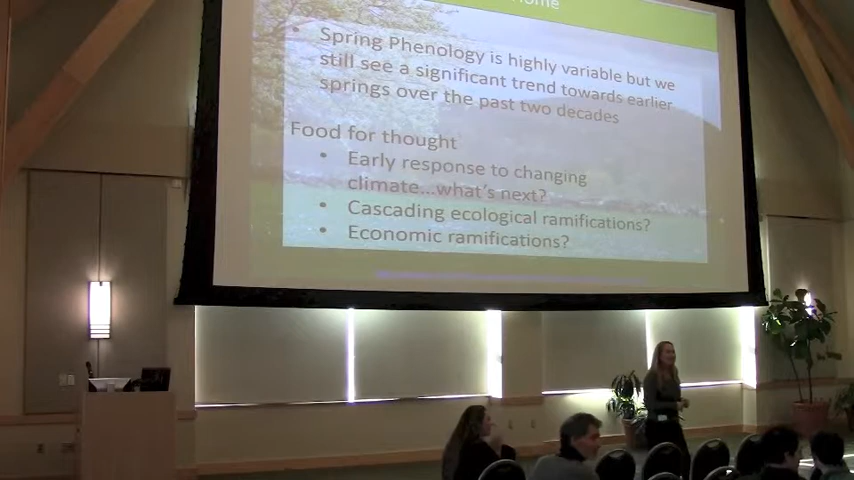 Home
• Spring Phenology is highly variable but we
still see a significant trend towards earlier
springs over the past two decades
Food for thought
• Early response to changing
climate...what's next?
• Cascading ecological ramifications?
• Economic ramifications?